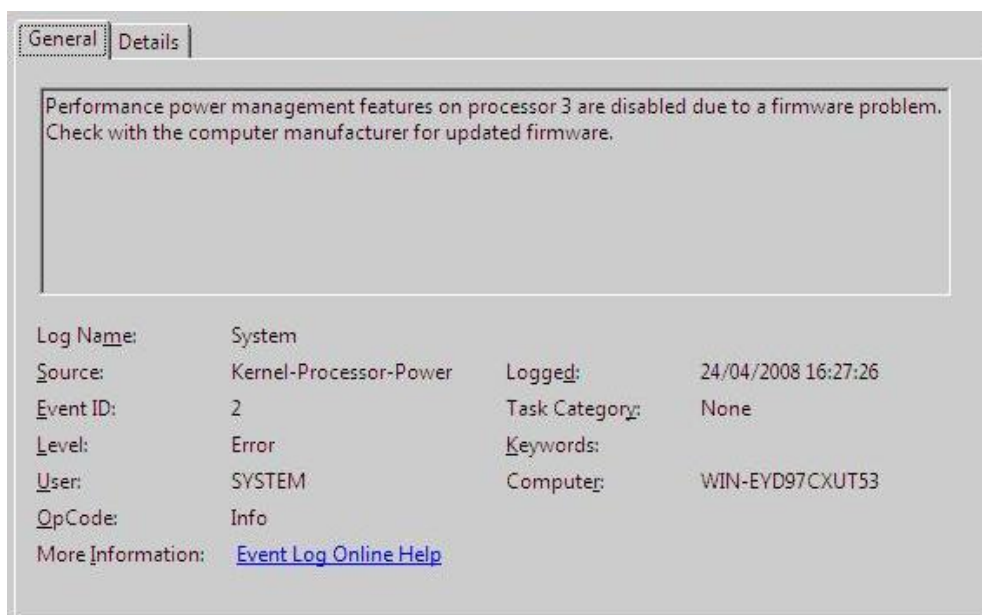 General Details
Performance power management features on processor 3 are disabled due to a firmware problem.
Check with the computer manufacturer for updated firmware.
Log Name: System
Source: Kernel-Processor-Power Logged: 24/04/2008 16:27:26
Event ID: 2 Task Category: None
Level: Error Keywords:
User: SYSTEM Computer: WIN-EYD97CXUT53
OpCode: Info
More Information: Event Log Online Help